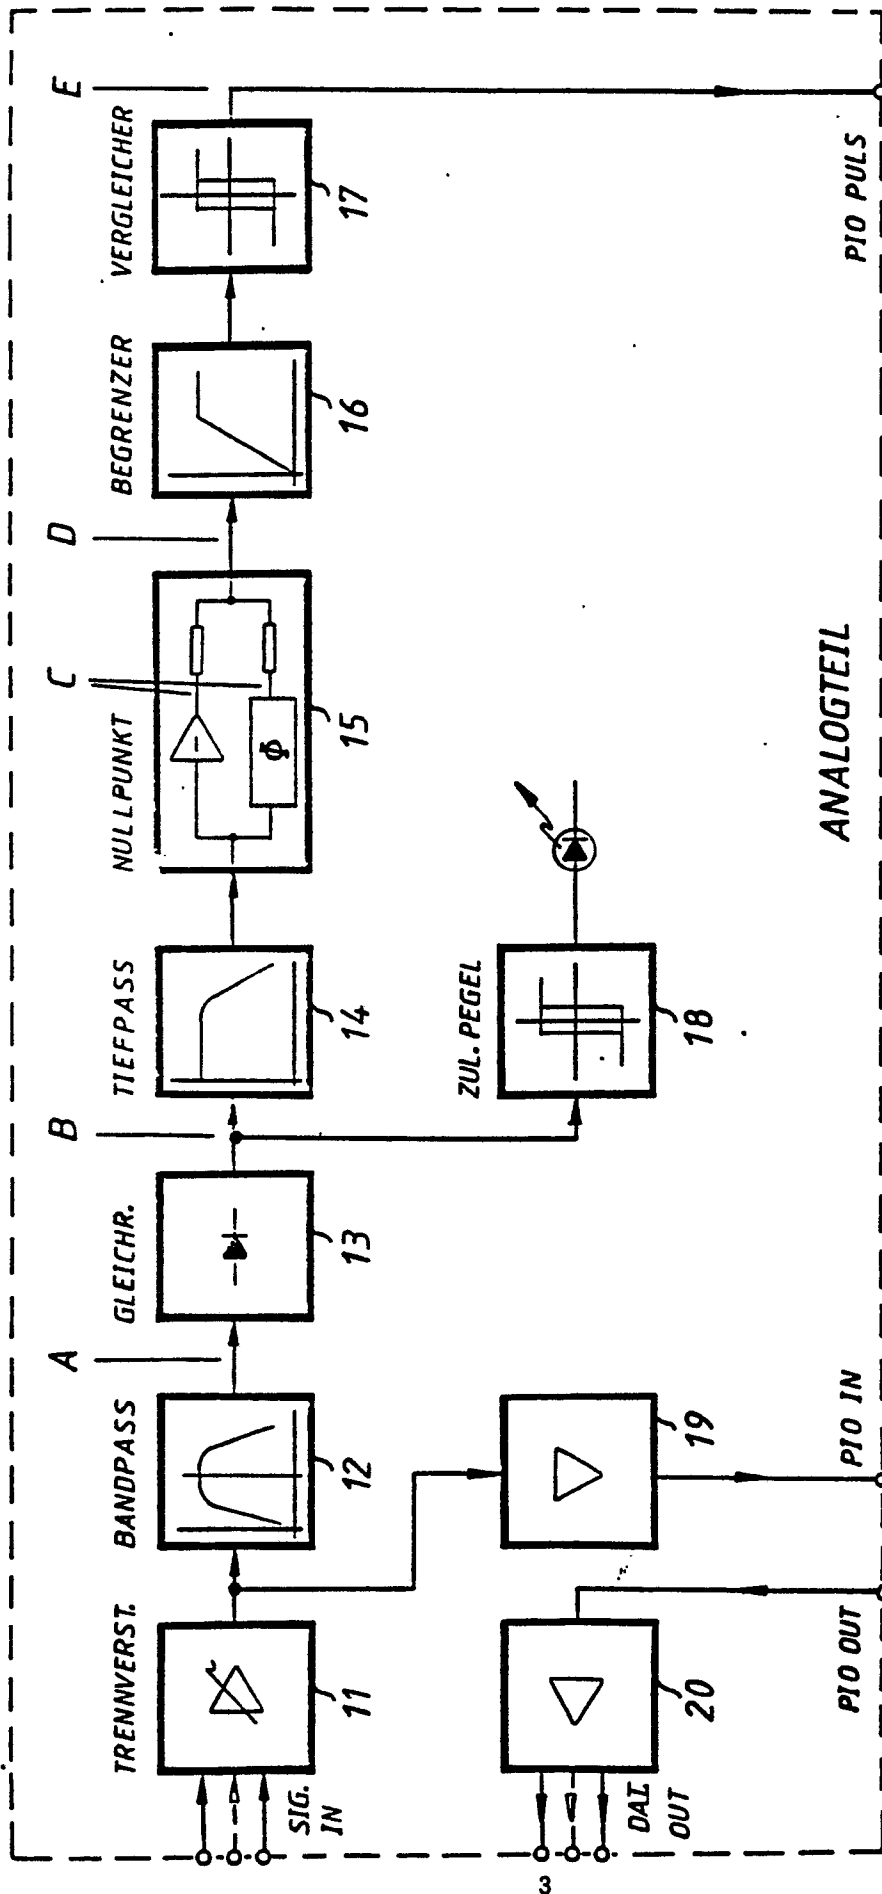 A
B
C
D
E
TRENNVERST.
BANDPASS
GLEICHR.
TIEFPASS
NULLPUNKT
BEGRENZER
VERGLEICHER
Φ
11
12
13
14
15
16
17
SIG.
IN
ZUL. PEGEL
18
19
20
DAT.
OUT
ANALOGTEIL
PIO OUT
PIO IN
PIO PULS
3